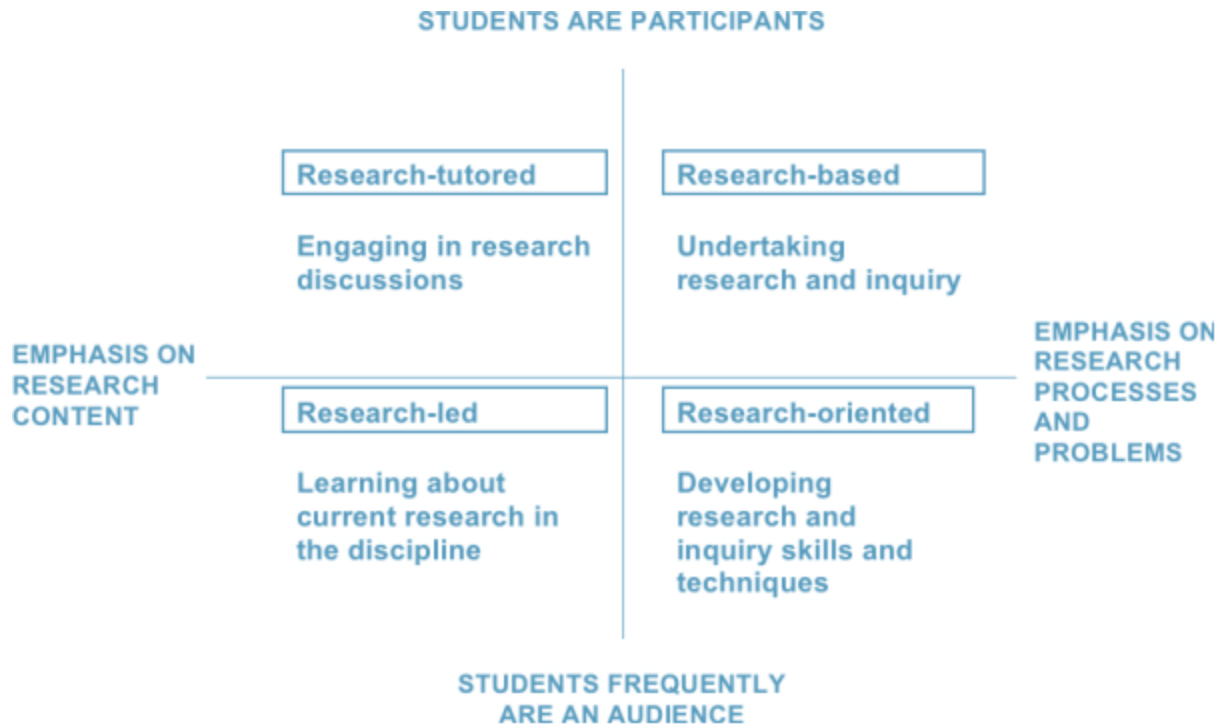 STUDENTS ARE PARTICIPANTS
Research-tutored
Engaging in research
discussions
Research-based
Undertaking
research and inquiry
EMPHASIS ON
RESEARCH
CONTENT
EMPHASIS ON
RESEARCH
PROCESSES
AND
PROBLEMS
Research-led
Learning about
current research in
the discipline
Research-oriented
Developing
research and
inquiry skills and
techniques
STUDENTS FREQUENTLY
ARE AN AUDIENCE